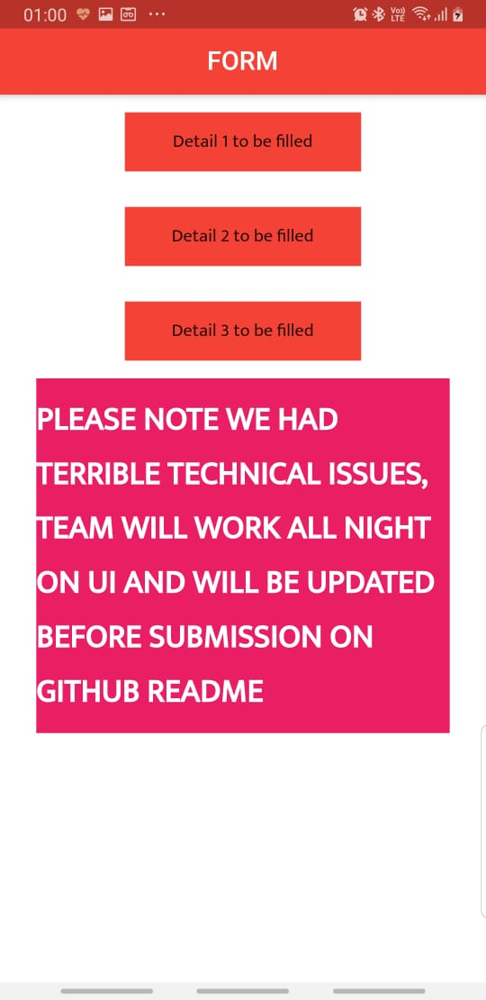 01:00 ... Vo)) LTE
FORM
Detail 1 to be filled
Detail 2 to be filled
Detail 3 to be filled
PLEASE NOTE WE HAD
TERRIBLE TECHNICAL ISSUES,
TEAM WILL WORK ALL NIGHT
ON UI AND WILL BE UPDATED
BEFORE SUBMISSION ON
GITHUB README